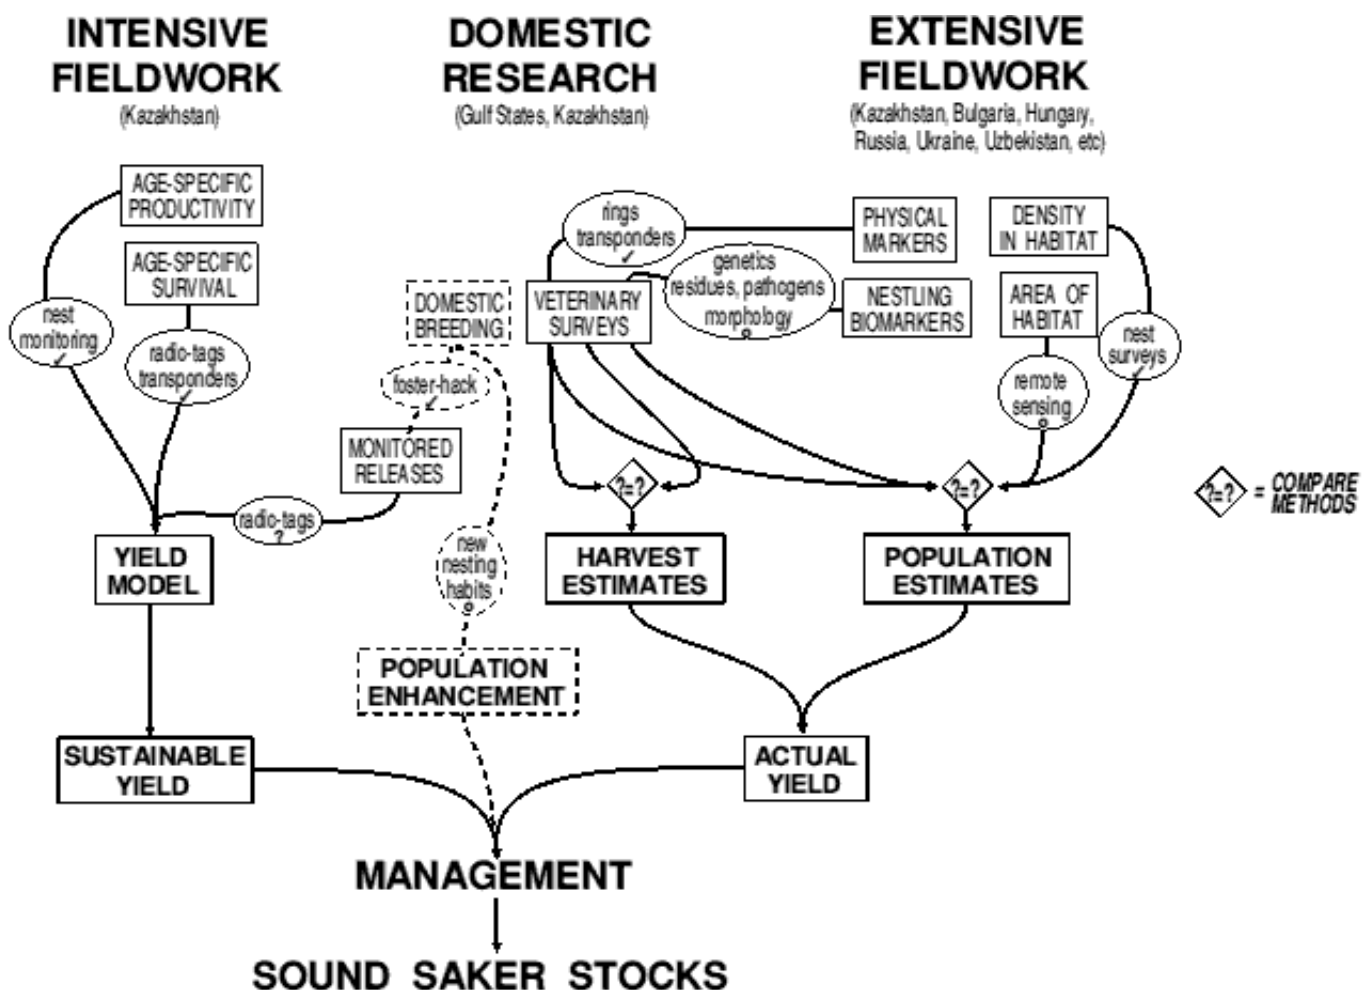 INTENSIVE
FIELDWORK
(Kazakhstan)
DOMESTIC
RESEARCH
(Gulf States, Kazakhstan)
EXTENSIVE
FIELDWORK
(Kazakhstan, Bulgaria, Hungary,
Russia, Ukraine, Uzbekistan, etc)
AGE-SPECIFIC
PRODUCTIVITY
AGE-SPECIFIC
SURVIVAL
nest
monitoring
✓
radio-tags
transponders
✓
DOMESTIC
BREEDING
foster-hack
✓
MONITORED
RELEASES
radio-tags
?
new
nesting
habits
rings
transponders
✓
VETERINARY
SURVEYS
genetics
residues, pathogens
morphology
PHYSICAL
MARKERS
NESTLING
BIOMARKERS
DENSITY
IN HABITAT
AREA OF
HABITAT
nest
surveys
✓
remote
sensing
?=?
?=?
?=? = COMPARE
METHODS
YIELD
MODEL
HARVEST
ESTIMATES
POPULATION
ESTIMATES
POPULATION
ENHANCEMENT
SUSTAINABLE
YIELD
ACTUAL
YIELD
MANAGEMENT
SOUND SAKER STOCKS